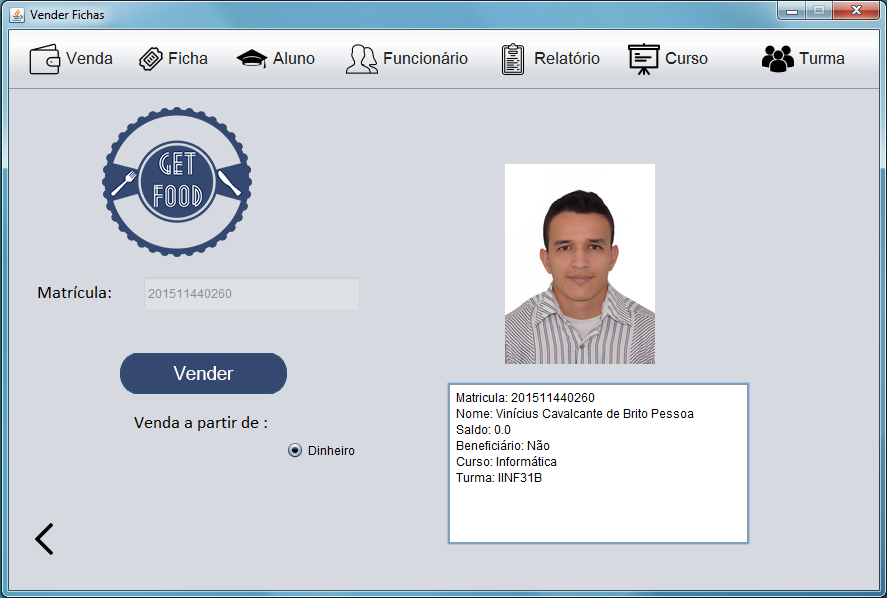 Vender Fichas
Venda Ficha Aluno Funcionário Relatório Curso Turma
GET
FOOD
Matrícula: 201511440260
Vender
Venda a partir de :
Dinheiro
Matricula: 201511440260
Nome: Vinícius Cavalcante de Brito Pessoa
Saldo: 0.0
Beneficiário: Não
Curso: Informática
Turma: IINF31B